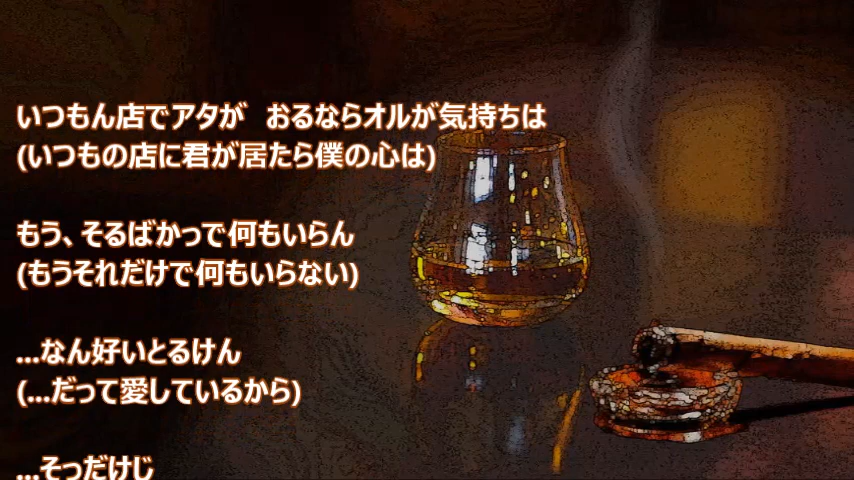 いつもん店でアタが　おるならオルが気持ちは
(いつもの店に君が居たら僕の心は)
もう、そるばかっで何もいらん
(もうそれだけで何もいらない)
...なん好いとるけん
(...だって愛しているから)
...そっだけじ